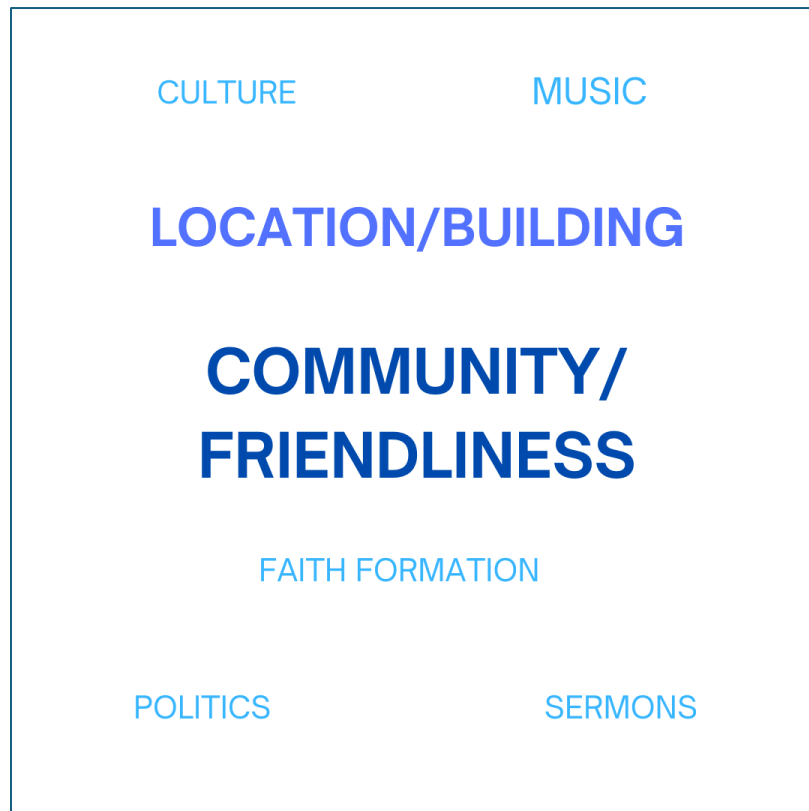 CULTURE
MUSIC
LOCATION/BUILDING
COMMUNITY/
FRIENDLINESS
FAITH FORMATION
POLITICS
SERMONS